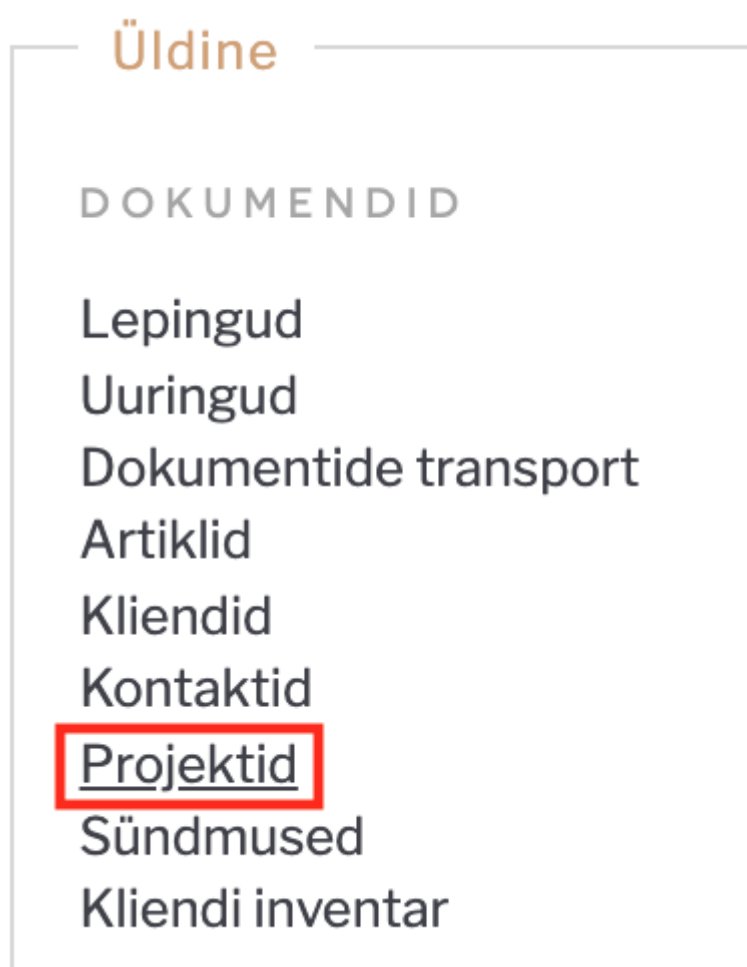 Üldine
DOKUMENDID
Lepingud
Uuringud
Dokumentide transport
Artiklid
Kliendid
Kontaktid
Projektid
Sündmused
Kliendi inventar